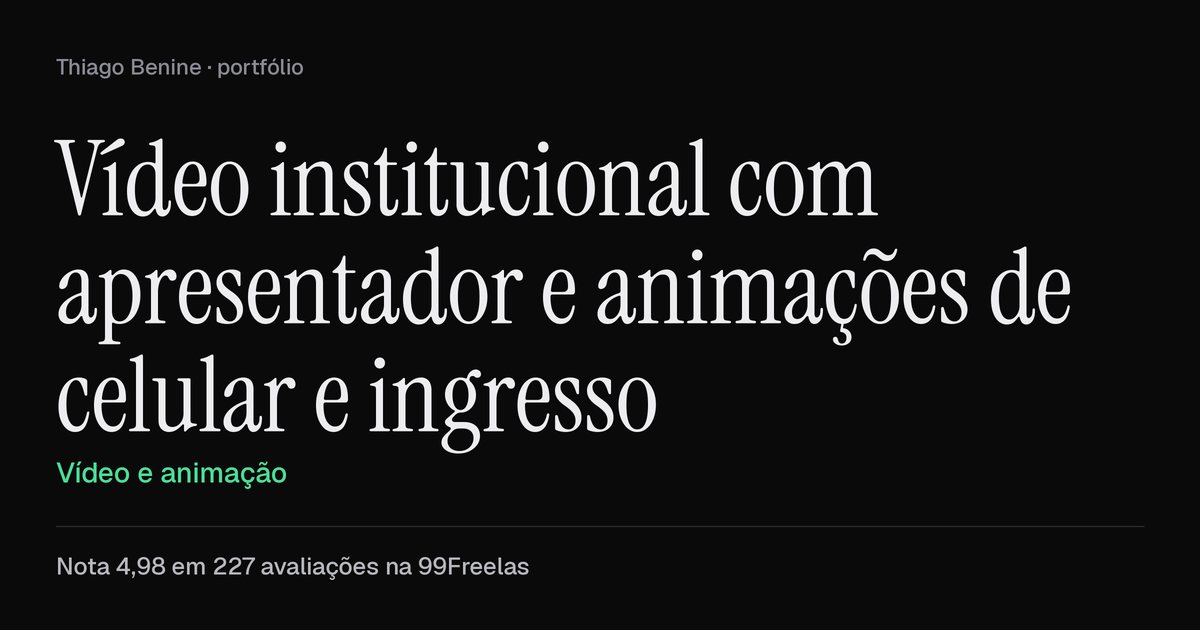 Thiago Benine · portfólio
Vídeo institucional com
apresentador e animações de
celular e ingresso
Vídeo e animação
Nota 4,98 em 227 avaliações na 99Freelas